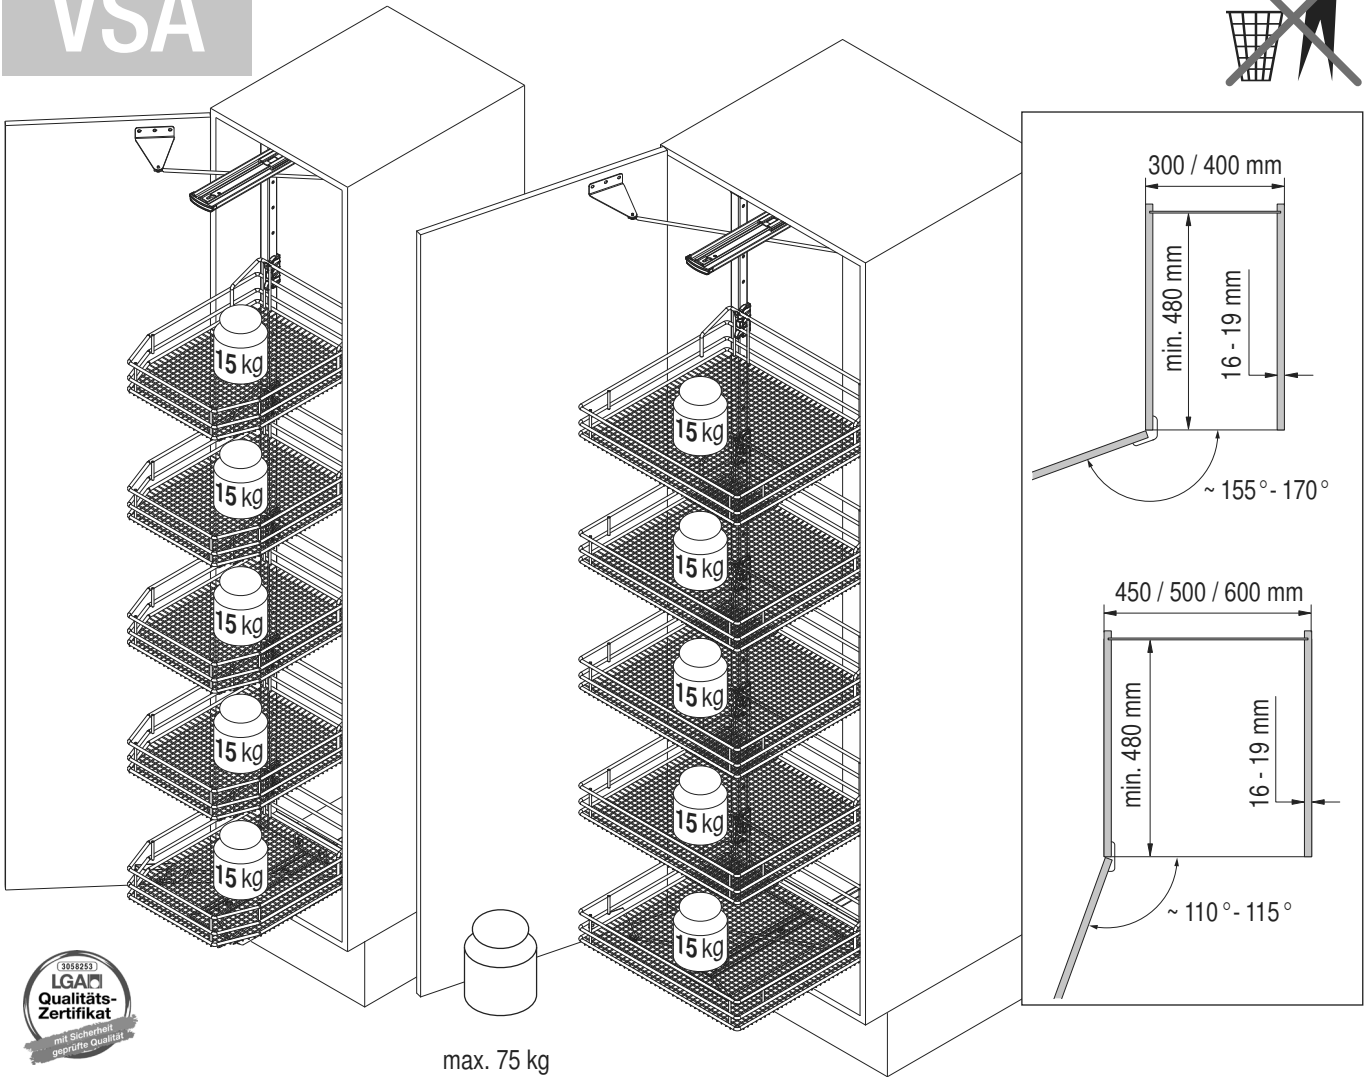 VSA
15 kg
15 kg
15 kg
15 kg
15 kg
15 kg
15 kg
15 kg
15 kg
15 kg
max. 75 kg
300 / 400 mm
min. 480 mm
16 - 19 mm
~ 155° - 170°
450 / 500 / 600 mm
min. 480 mm
16 - 19 mm
~ 110° - 115°
3058253
LGA
Qualitäts-
Zertifikat
mit Sicherheit
geprüfte Qualität